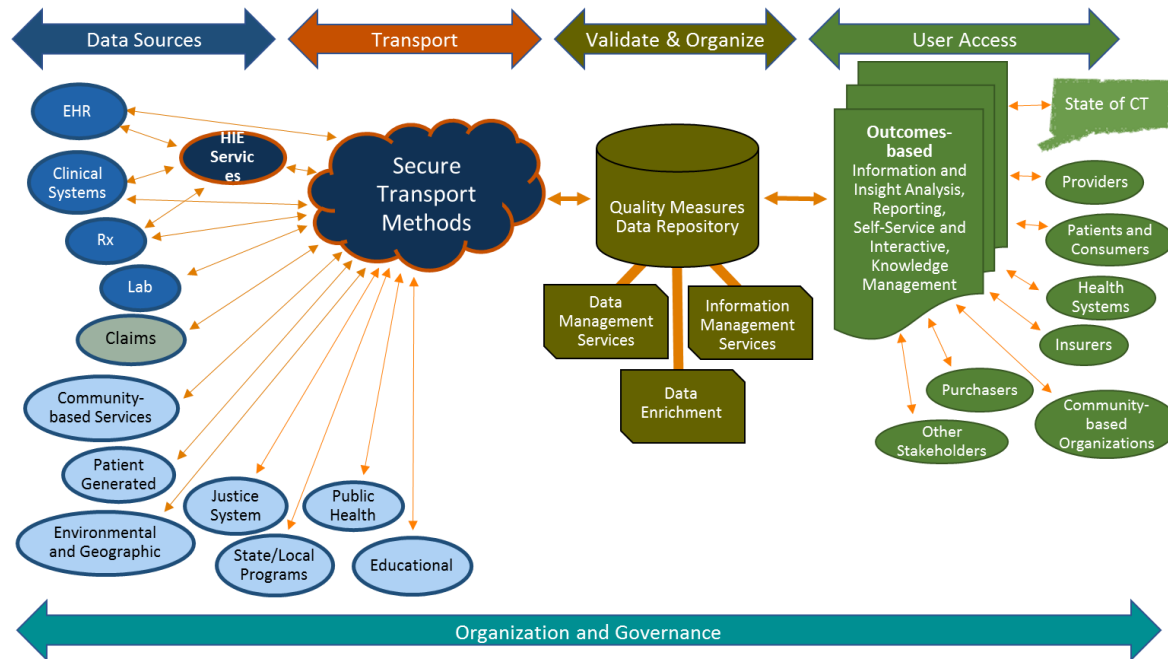 Data Sources
Transport
Validate & Organize
User Access
EHR
HIE
Servic
es
Clinical
Systems
Rx
Lab
Claims
Community-
based Services
Patient
Generated
Environmental
and Geographic
Justice
System
State/Local
Programs
Public
Health
Educational
Secure
Transport
Methods
Quality Measures
Data Repository
Data
Management
Services
Information
Management
Services
Data
Enrichment
Outcomes-
based
Information and
Insight Analysis,
Reporting,
Self-Service and
Interactive,
Knowledge
Management
State of CT
Providers
Patients and
Consumers
Health
Systems
Insurers
Purchasers
Community-
based
Organizations
Other
Stakeholders
Organization and Governance